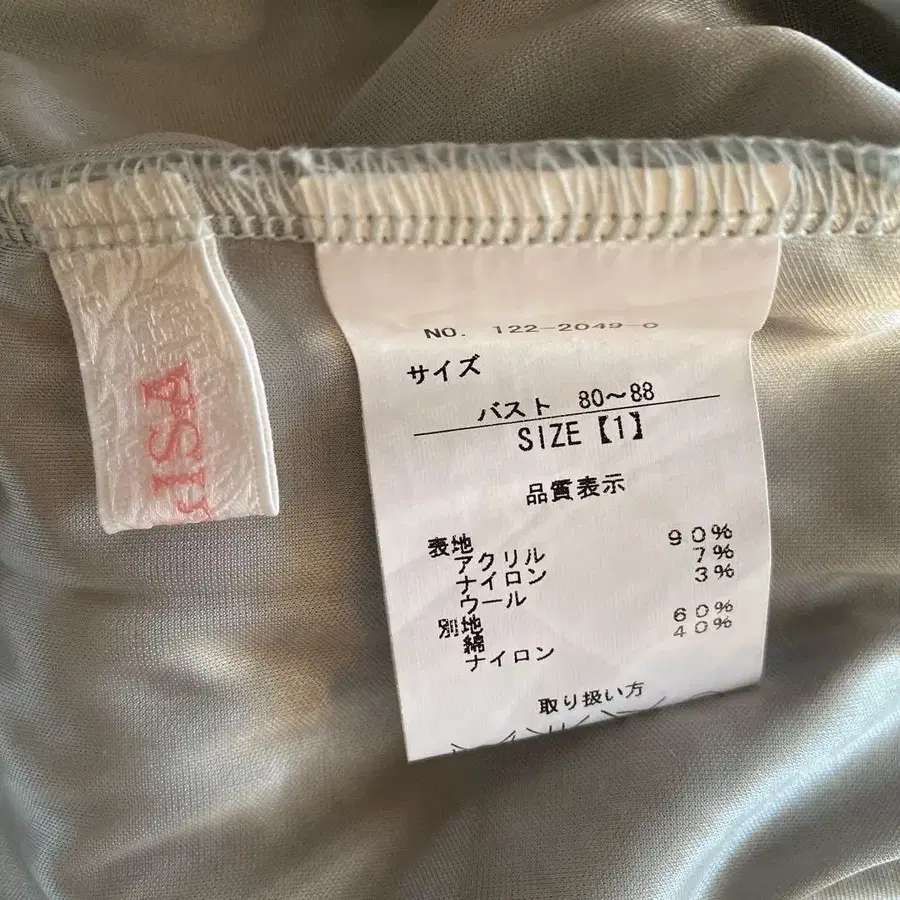 NO. 122-2049-0
サイズ
バスト 80～88
SIZE【1】
品質表示
表地
アクリル 90%
ナイロン 7%
ウール 3%
別地
綿 60%
ナイロン 40%
取り扱い方
ISA